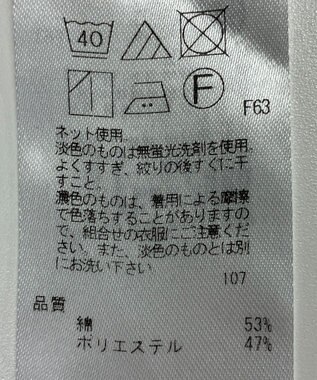 40
F
F63
ネット使用。
淡色のものは無蛍光洗剤を使用。
よくすすぎ、絞りの後すぐに干
すこと。
濃色のものは、着用による摩擦
で色落ちすることがありますの
で、組合せの衣服にご注意くだ
さい。また、淡色のものとは別
にお洗い下さい
107
品質
綿 53%
ポリエステル 47%